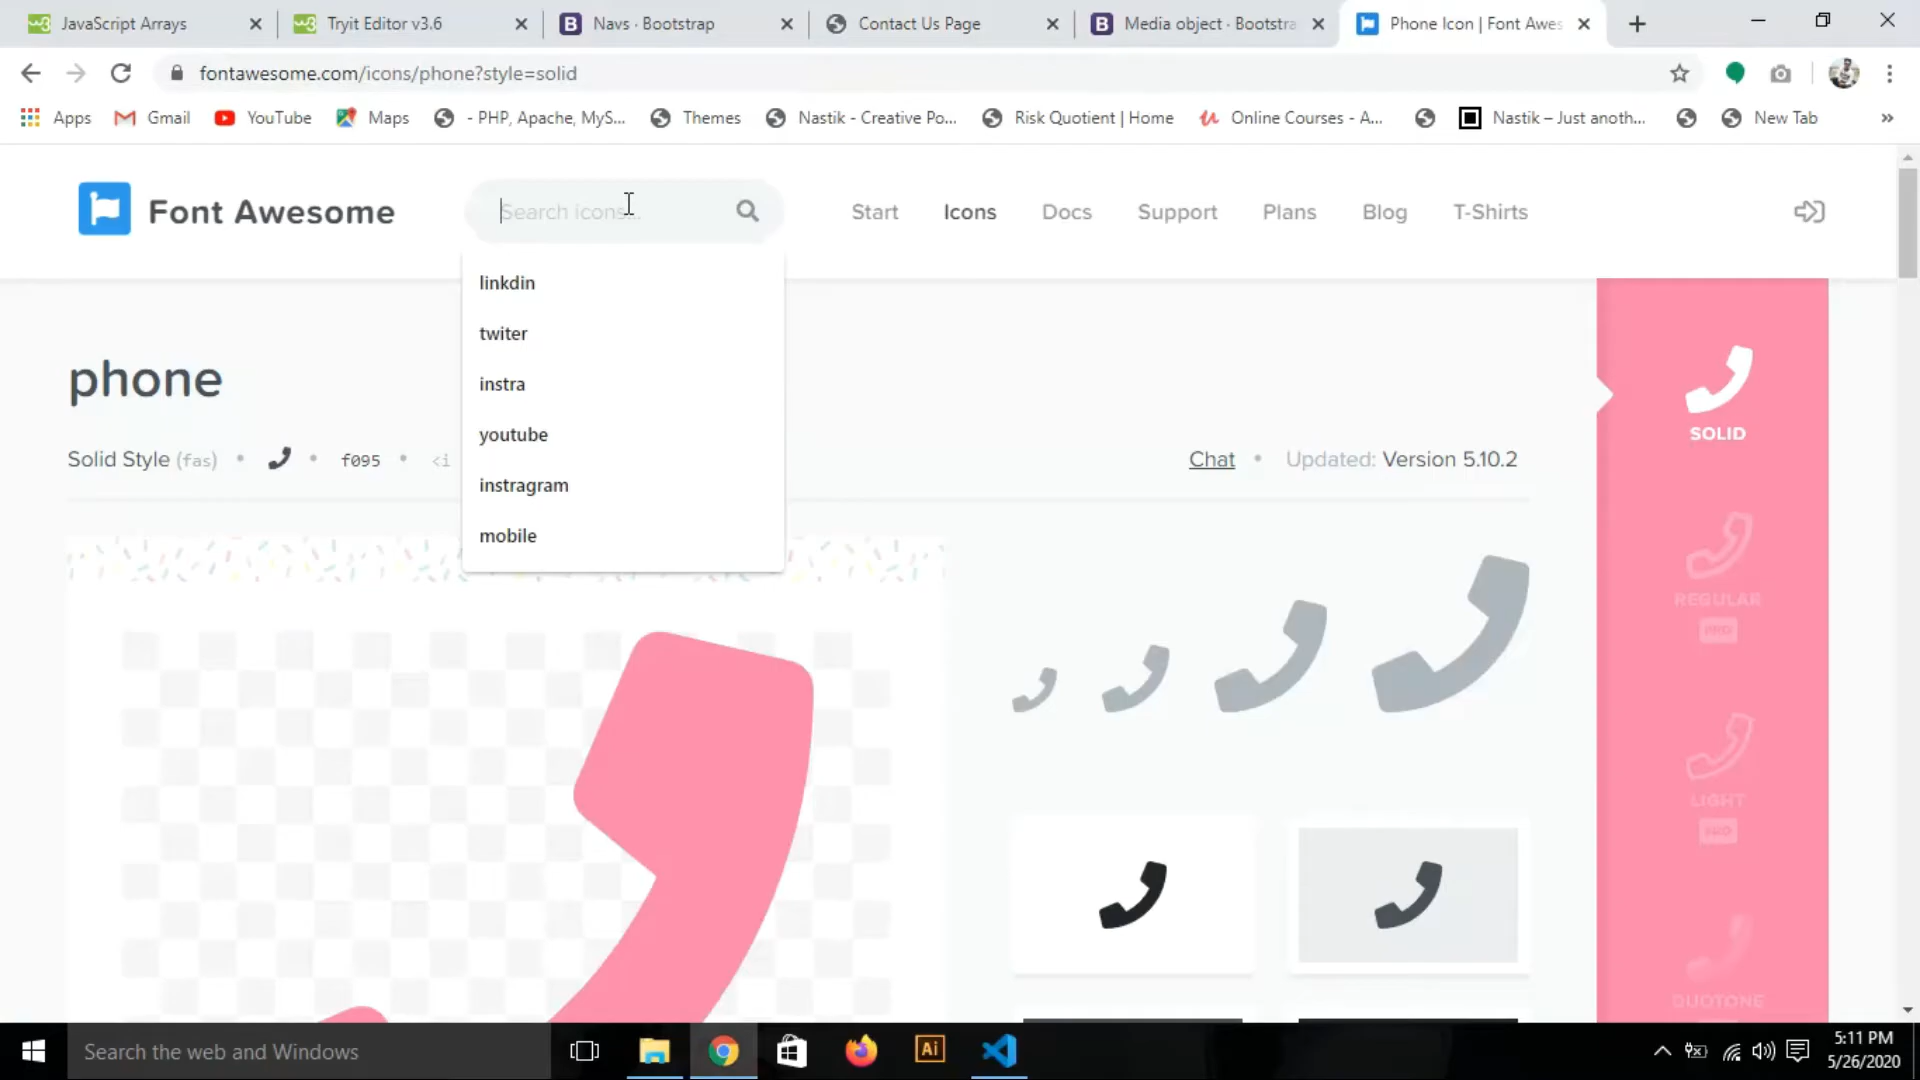 JavaScript Arrays
Tryit Editor v3.6
Navs · Bootstrap
Contact Us Page
Media object · Bootstra
Phone Icon | Font Awes
fontawesome.com/icons/phone?style=solid
Apps
Gmail
YouTube
Maps
- PHP, Apache, MyS...
Themes
Nastik - Creative Po...
Risk Quotient | Home
Online Courses - A...
Nastik – Just anoth...
New Tab
»
Font Awesome
Search icons...
Start
Icons
Docs
Support
Plans
Blog
T-Shirts
linkdin
twiter
instra
youtube
instragram
mobile
phone
Solid Style (fas)
f095
<i
Chat
Updated: Version 5.10.2
SOLID
REGULAR
PRO
LIGHT
PRO
DUOTONE
Search the web and Windows
Ai
5:11 PM
5/26/2020